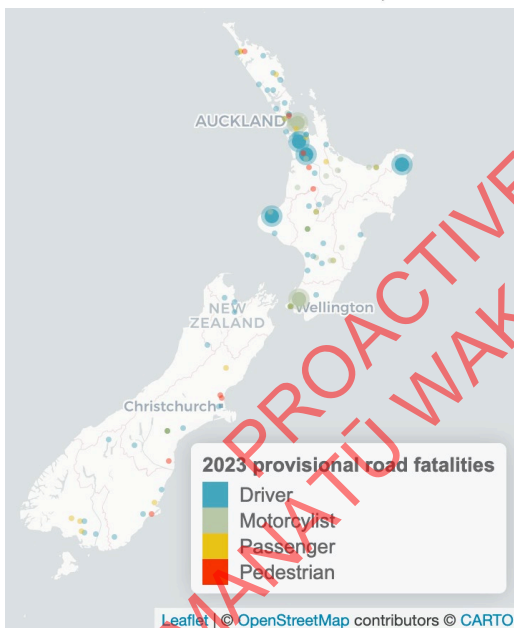 AUCKLAND
NEW
ZEALAND
Wellington
Christchurch
PROACTIVE
MANATŪ WAK
2023 provisional road fatalities
Driver
Motorcylist
Passenger
Pedestrian
Leaflet | © OpenStreetMap contributors © CARTO